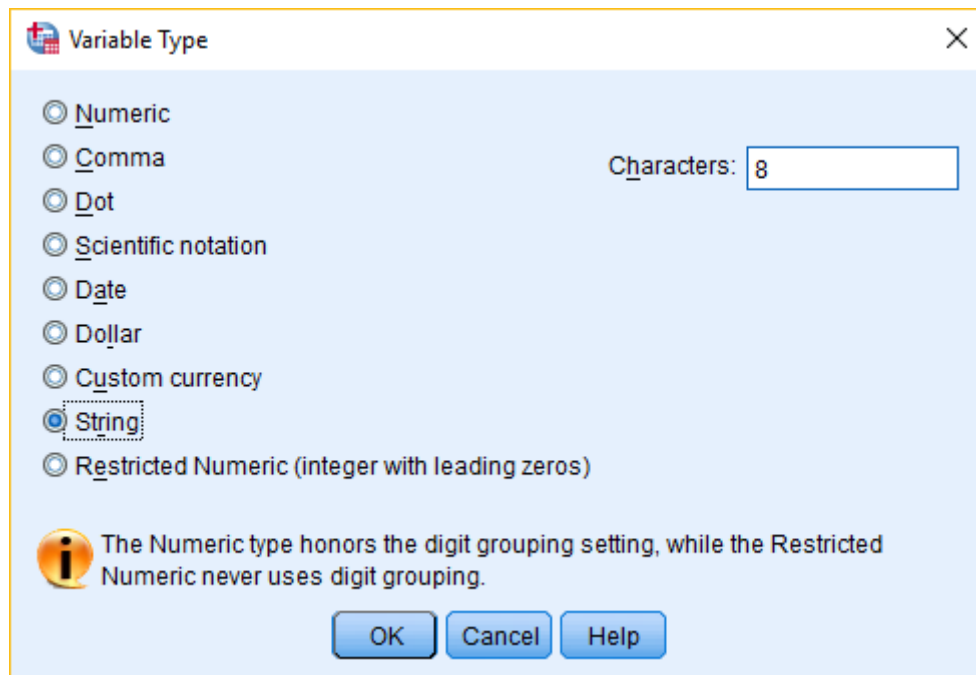 Variable Type
Numeric
Comma
Characters: 8
Dot
Scientific notation
Date
Dollar
Custom currency
String
Restricted Numeric (integer with leading zeros)
The Numeric type honors the digit grouping setting, while the Restricted
Numeric never uses digit grouping.
OK Cancel Help